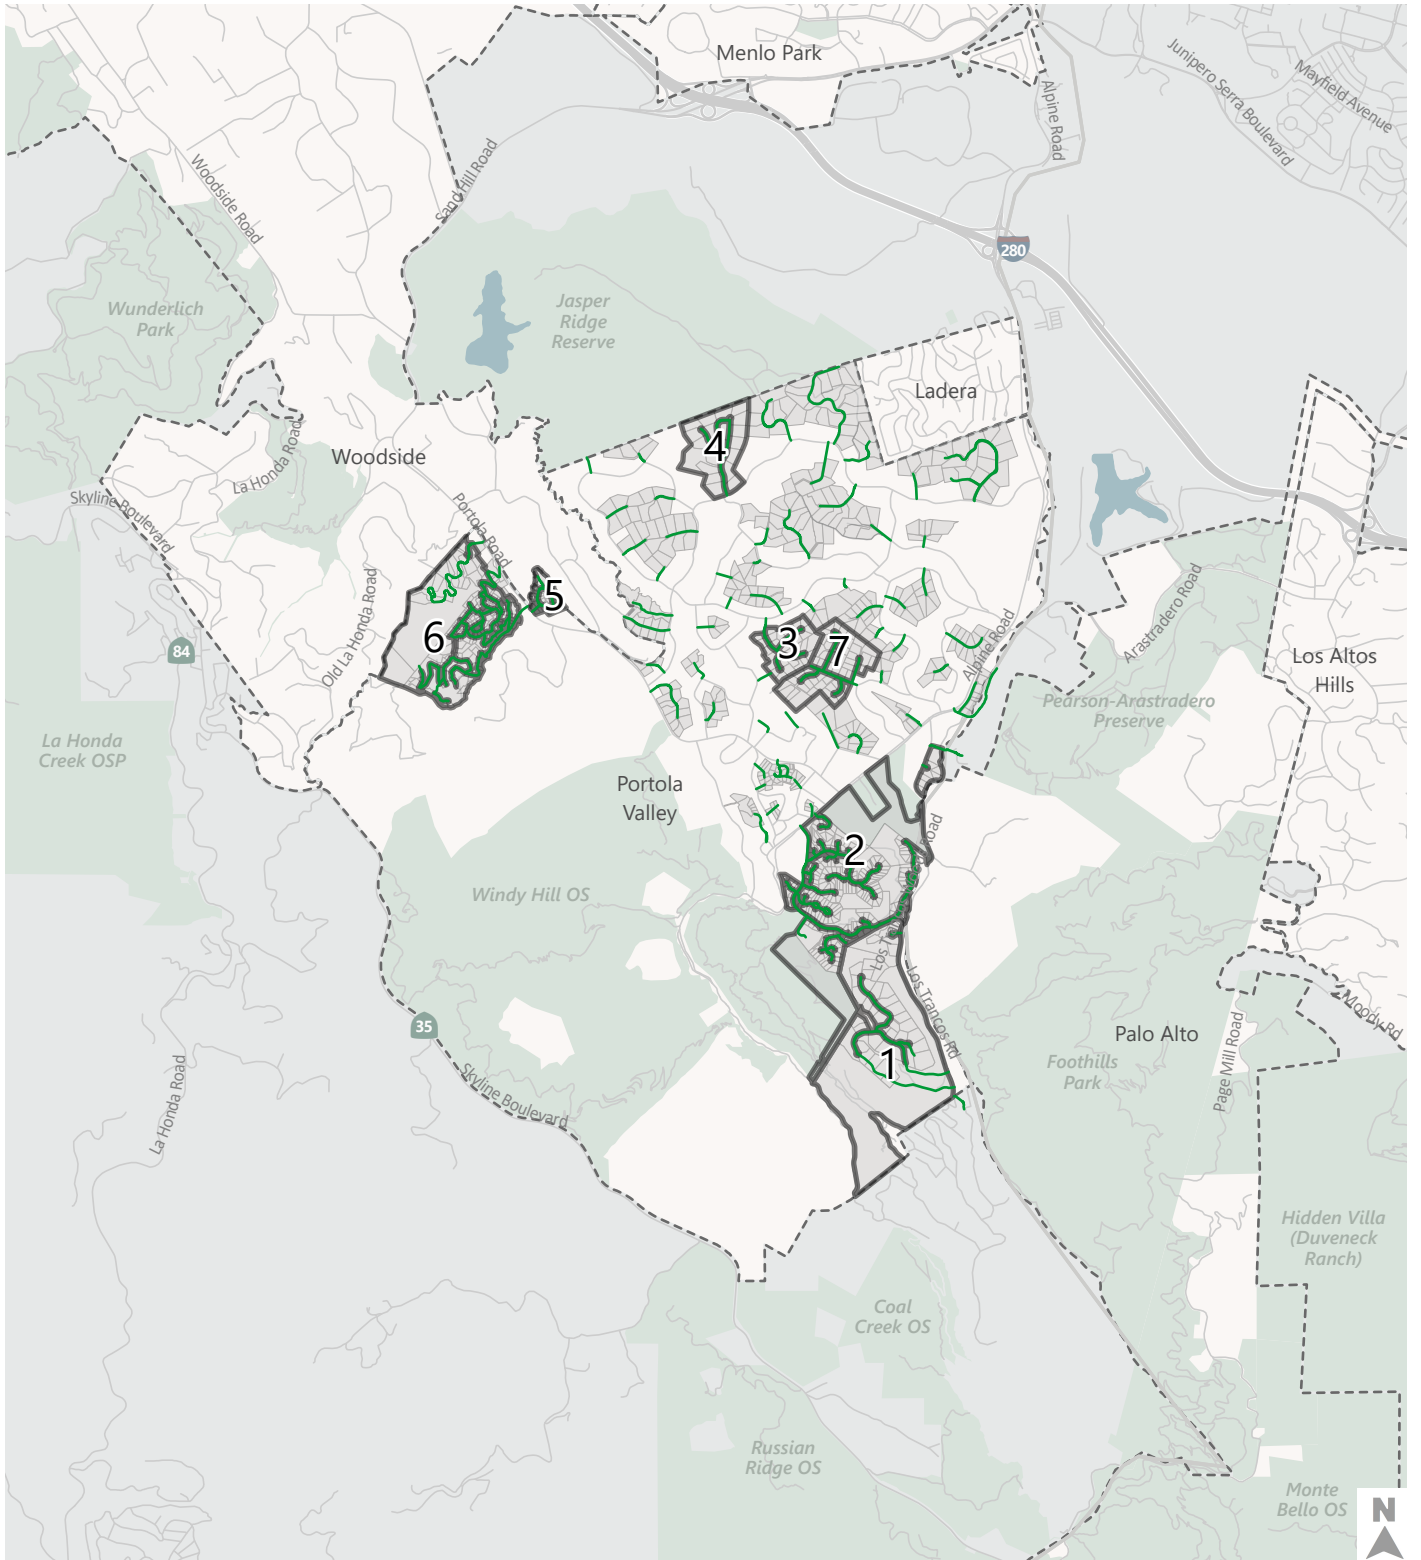 Menlo Park
Junipero Serra Boulevard
Mayfield Avenue
Alpine Road
Woodside Road
Sand Hill Road
280
Wunderlich
Park
Jasper
Ridge
Reserve
Ladera
La Honda Road
Woodside
Skyline Boulevard
Portola Road
4
5
6
3
7
Old La Honda Road
84
Alpine Road
Arastradero Road
Los Altos
Hills
Pearson-Arastradero
Preserve
La Honda
Creek OSP
Portola
Valley
2
Windy Hill OS
Los Trancos Rd
Moody Rd
35
Palo Alto
1
Foothills
Park
Page Mill Road
Skyline Boulevard
La Honda Road
Hidden Villa
(Duveneck
Ranch)
Coal
Creek OS
Russian
Ridge OS
Monte
Bello OS
N